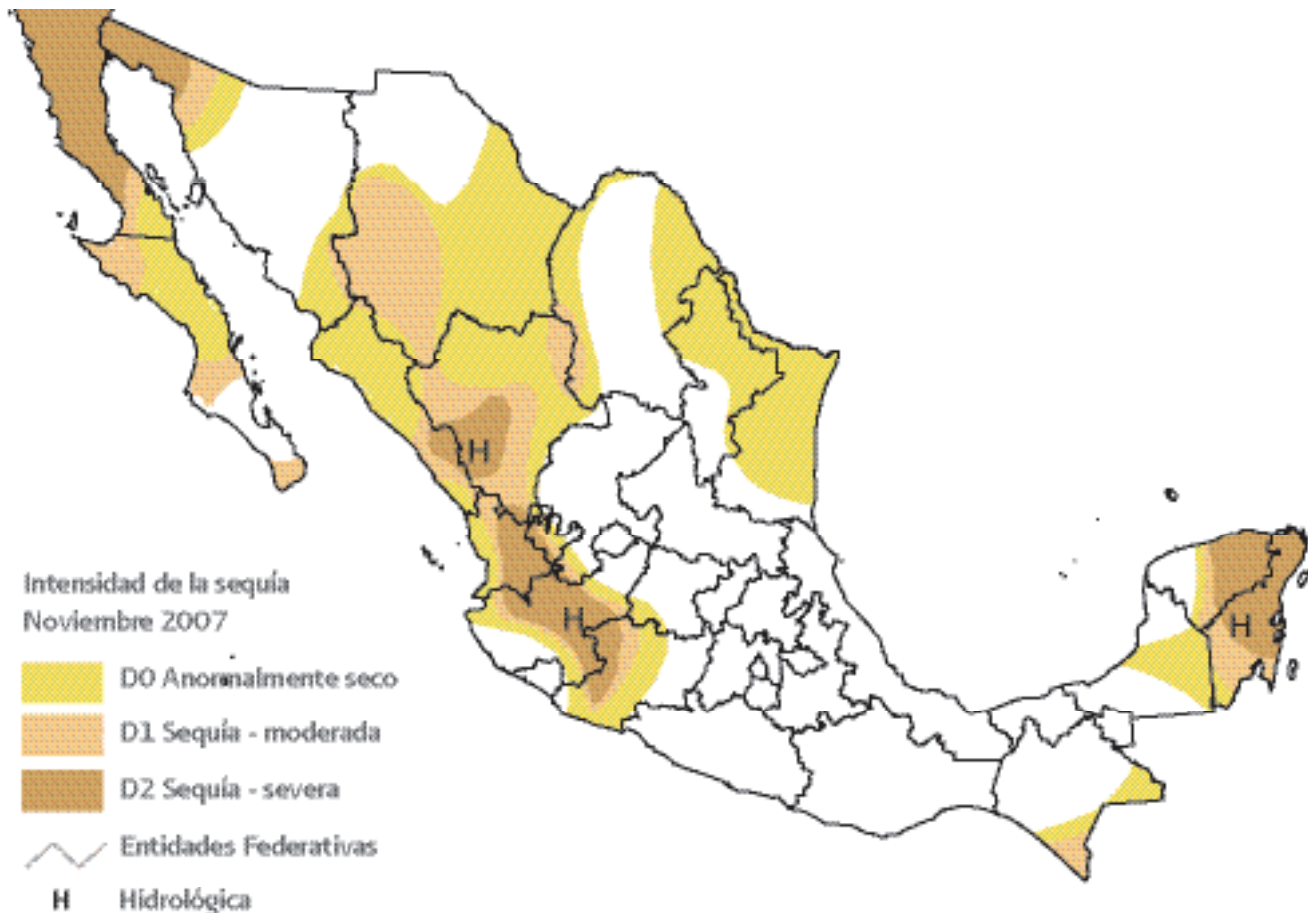 H
H
H
Intensidad de la sequía
Noviembre 2007
D0 Anormalmente seco
D1 Sequía - moderada
D2 Sequía - severa
Entidades Federativas
H Hidrológica